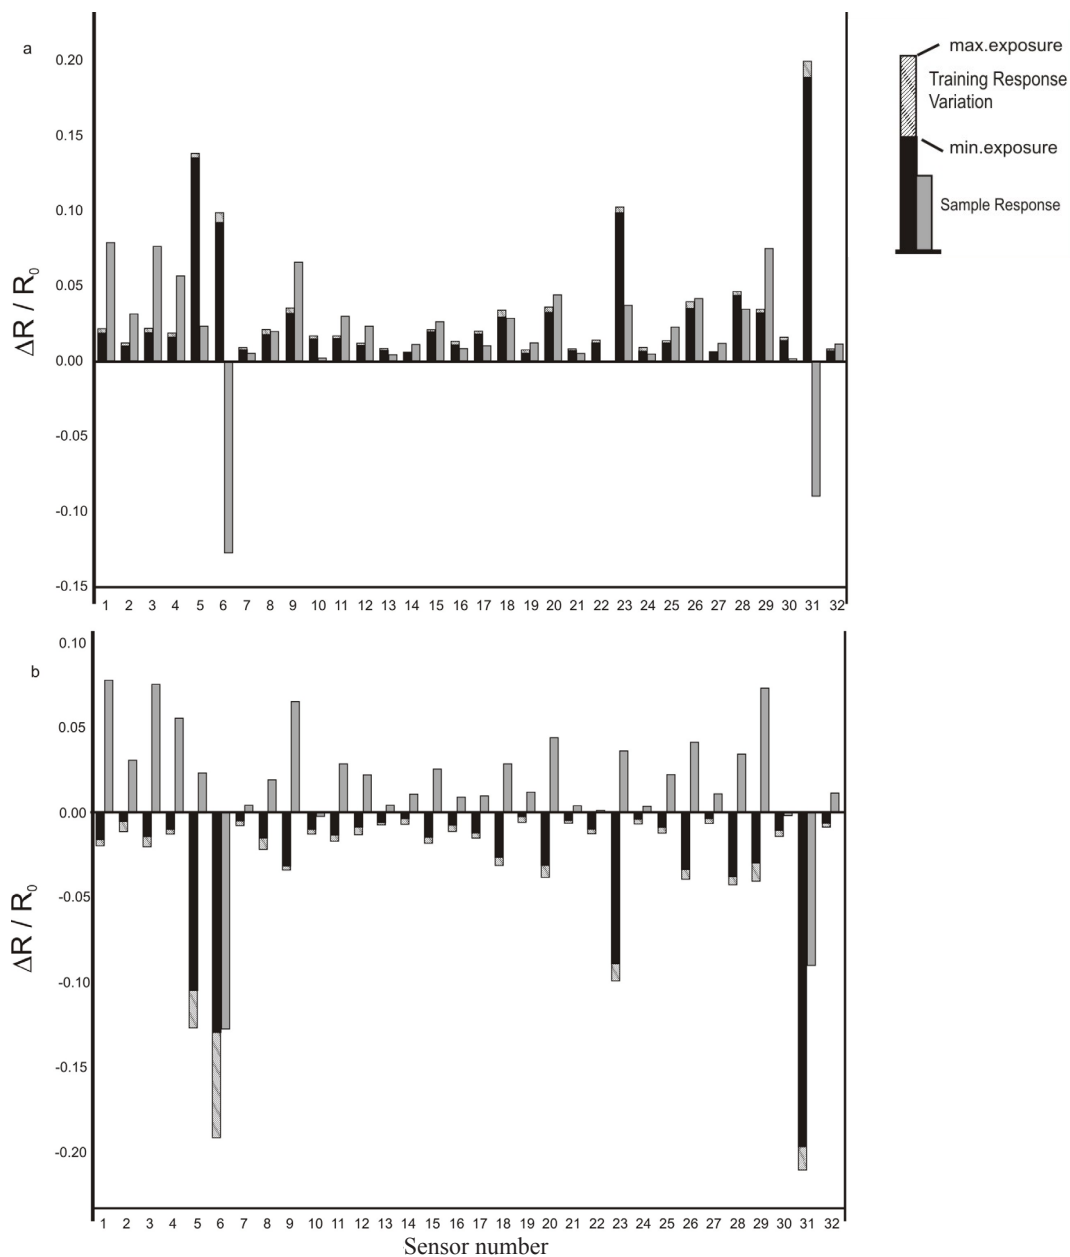 a
0.20
0.15
0.10
0.05
0.00
-0.05
-0.10
-0.15
ΔR / R0
max.exposure
Training Response
Variation
min.exposure
Sample Response
1 2 3 4 5 6 7 8 9 10 11 12 13 14 15 16 17 18 19 20 21 22 23 24 25 26 27 28 29 30 31 32
b
0.10
0.05
0.00
-0.05
-0.10
-0.15
-0.20
ΔR / R0
1 2 3 4 5 6 7 8 9 10 11 12 13 14 15 16 17 18 19 20 21 22 23 24 25 26 27 28 29 30 31 32
Sensor number